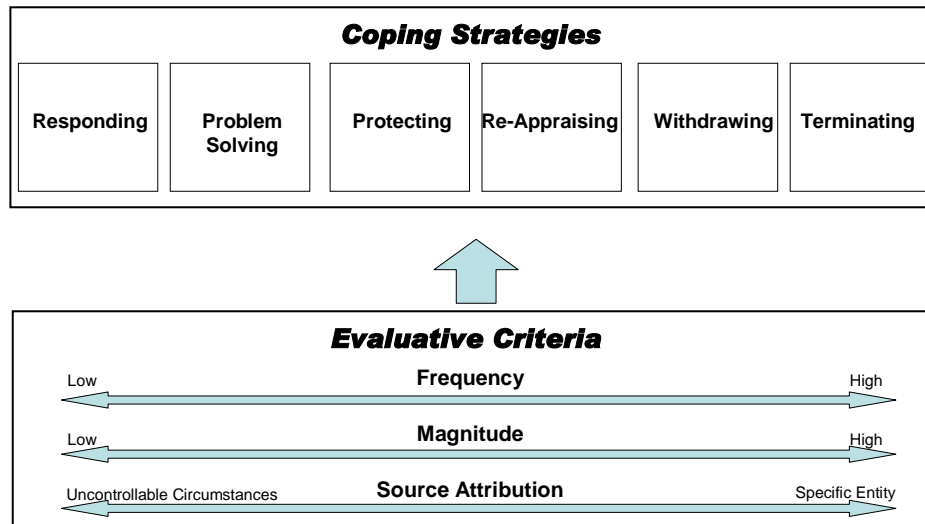 Coping Strategies
Responding
Problem
Solving
Protecting
Re-Appraising
Withdrawing
Terminating
Evaluative Criteria
Low
Frequency
High
Low
Magnitude
High
Uncontrollable Circumstances
Source Attribution
Specific Entity